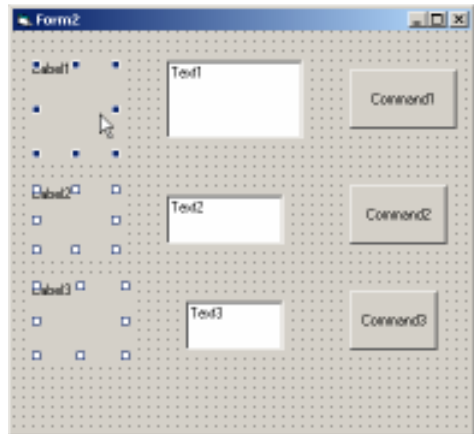 Form2
Label1 Text1 Command1
Label2 Text2 Command2
Label3 Text3 Command3